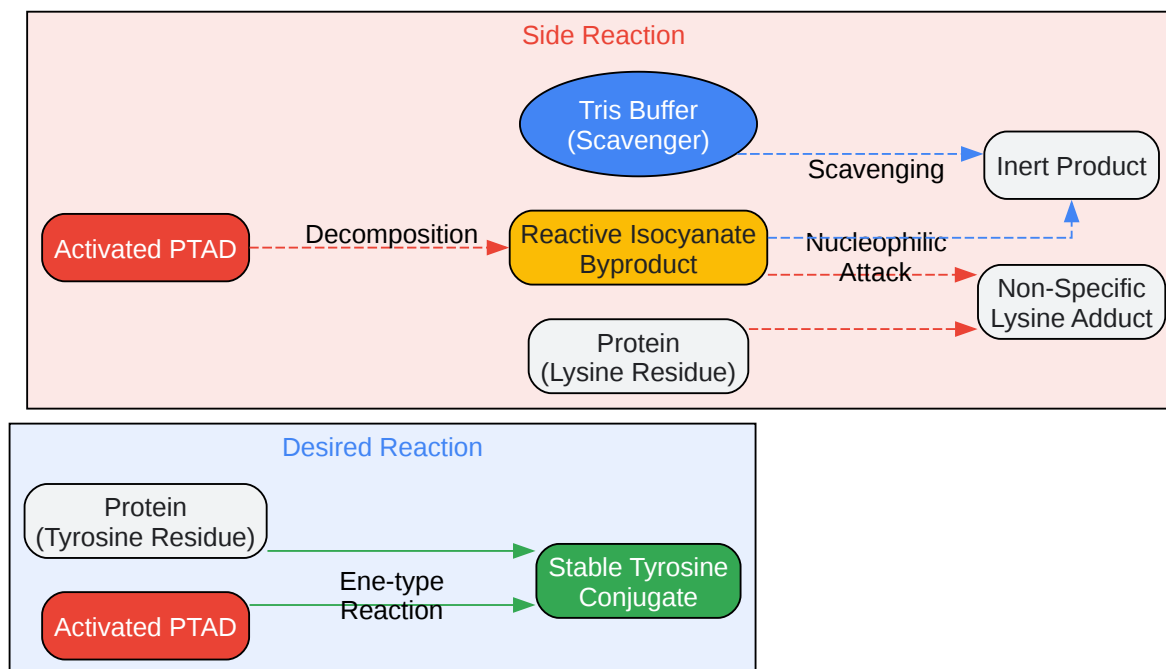 Side Reaction
Tris Buffer
(Scavenger)
Scavenging
Inert Product
Activated PTAD
Decomposition
Reactive Isocyanate
Byproduct
Nucleophilic
Attack
Non-Specific
Lysine Adduct
Protein
(Lysine Residue)
Desired Reaction
Protein
(Tyrosine Residue)
Ene-type
Reaction
Stable Tyrosine
Conjugate
Activated PTAD